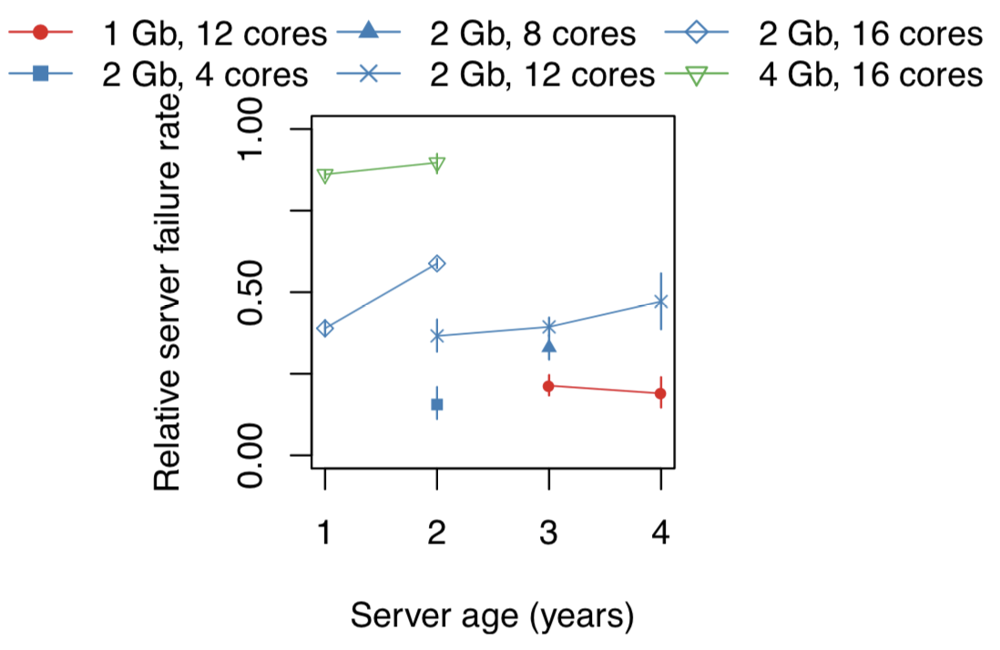 1 Gb, 12 cores 2 Gb, 8 cores 2 Gb, 16 cores
2 Gb, 4 cores 2 Gb, 12 cores 4 Gb, 16 cores
Relative server failure rate
1.00
0.50
0.00
1 2 3 4
Server age (years)